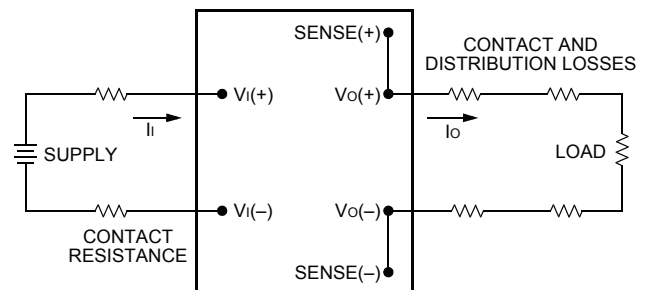 SENSE(+)
CONTACT AND
DISTRIBUTION LOSSES
VI(+)
VO(+)
II
IO
SUPPLY
LOAD
VI(–)
VO(–)
CONTACT
RESISTANCE
SENSE(–)